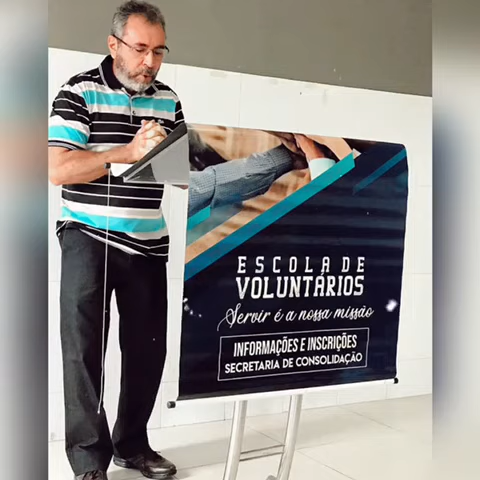 ESCOLA DE
VOLUNTÁRIOS
Servir é a nossa missão
INFORMAÇÕES E INSCRIÇÕES
SECRETARIA DE CONSOLIDAÇÃO